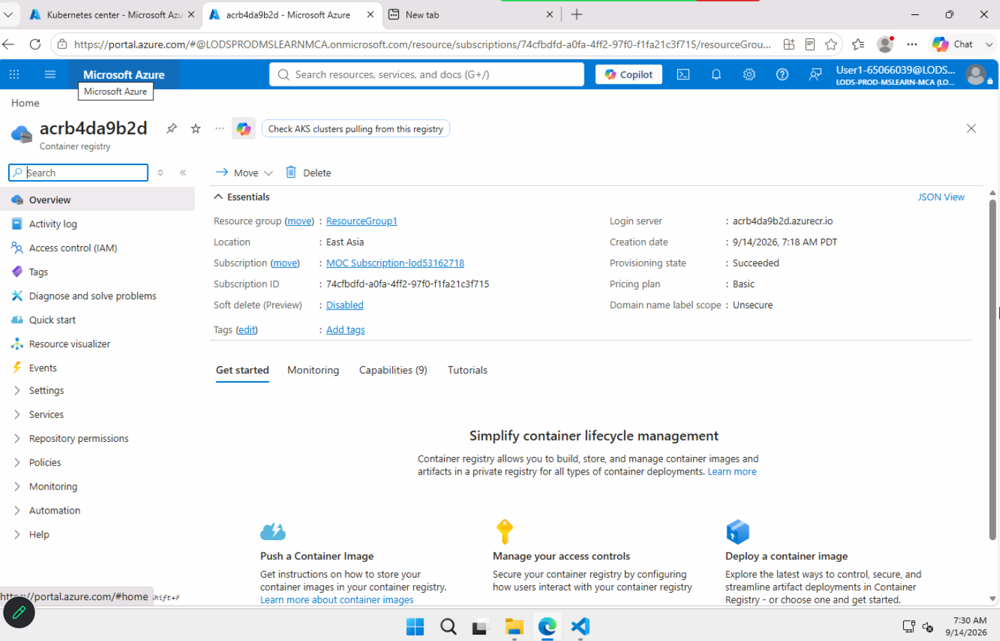 Kubernetes center - Microsoft Azu
acrb4da9b2d - Microsoft Azure
New tab
https://portal.azure.com/#@LODSPRODMSLEARNMCA.onmicrosoft.com/resource/subscriptions/74cfbdfd-a0fa-4ff2-97f0-f1fa21c3f715/resourceGrou...
Chat
Microsoft Azure
Search resources, services, and docs (G+/)
Copilot
User1-65066039@LODS...
LODS-PROD-MSLEARN-MCA (LO...
Microsoft Azure
Home
acrb4da9b2d
Container registry
Check AKS clusters pulling from this registry
Search
Move
Delete
Overview
Activity log
Access control (IAM)
Tags
Diagnose and solve problems
Quick start
Resource visualizer
Events
Settings
Services
Repository permissions
Policies
Monitoring
Automation
Help
Essentials
JSON View
Resource group (move) : ResourceGroup1
Location : East Asia
Subscription (move) : MOC Subscription-lod53162718
Subscription ID : 74cfbdfd-a0fa-4ff2-97f0-f1fa21c3f715
Soft delete (Preview) : Disabled
Tags (edit) : Add tags
Login server : acrb4da9b2d.azurecr.io
Creation date : 9/14/2026, 7:18 AM PDT
Provisioning state : Succeeded
Pricing plan : Basic
Domain name label scope : Unsecure
Get started
Monitoring
Capabilities (9)
Tutorials
Simplify container lifecycle management
Container registry allows you to build, store, and manage container images and
artifacts in a private registry for all types of container deployments. Learn more
Push a Container Image
Get instructions on how to store your
container images in your container registry.
Learn more about container images
Manage your access controls
Secure your container registry by configuring
how users interact with your container registry
Deploy a container image
Explore the latest ways to control, secure, and
streamline artifact deployments in Container
Registry - or choose one and get started.
https://portal.azure.com/#home
7:30 AM
9/14/2026